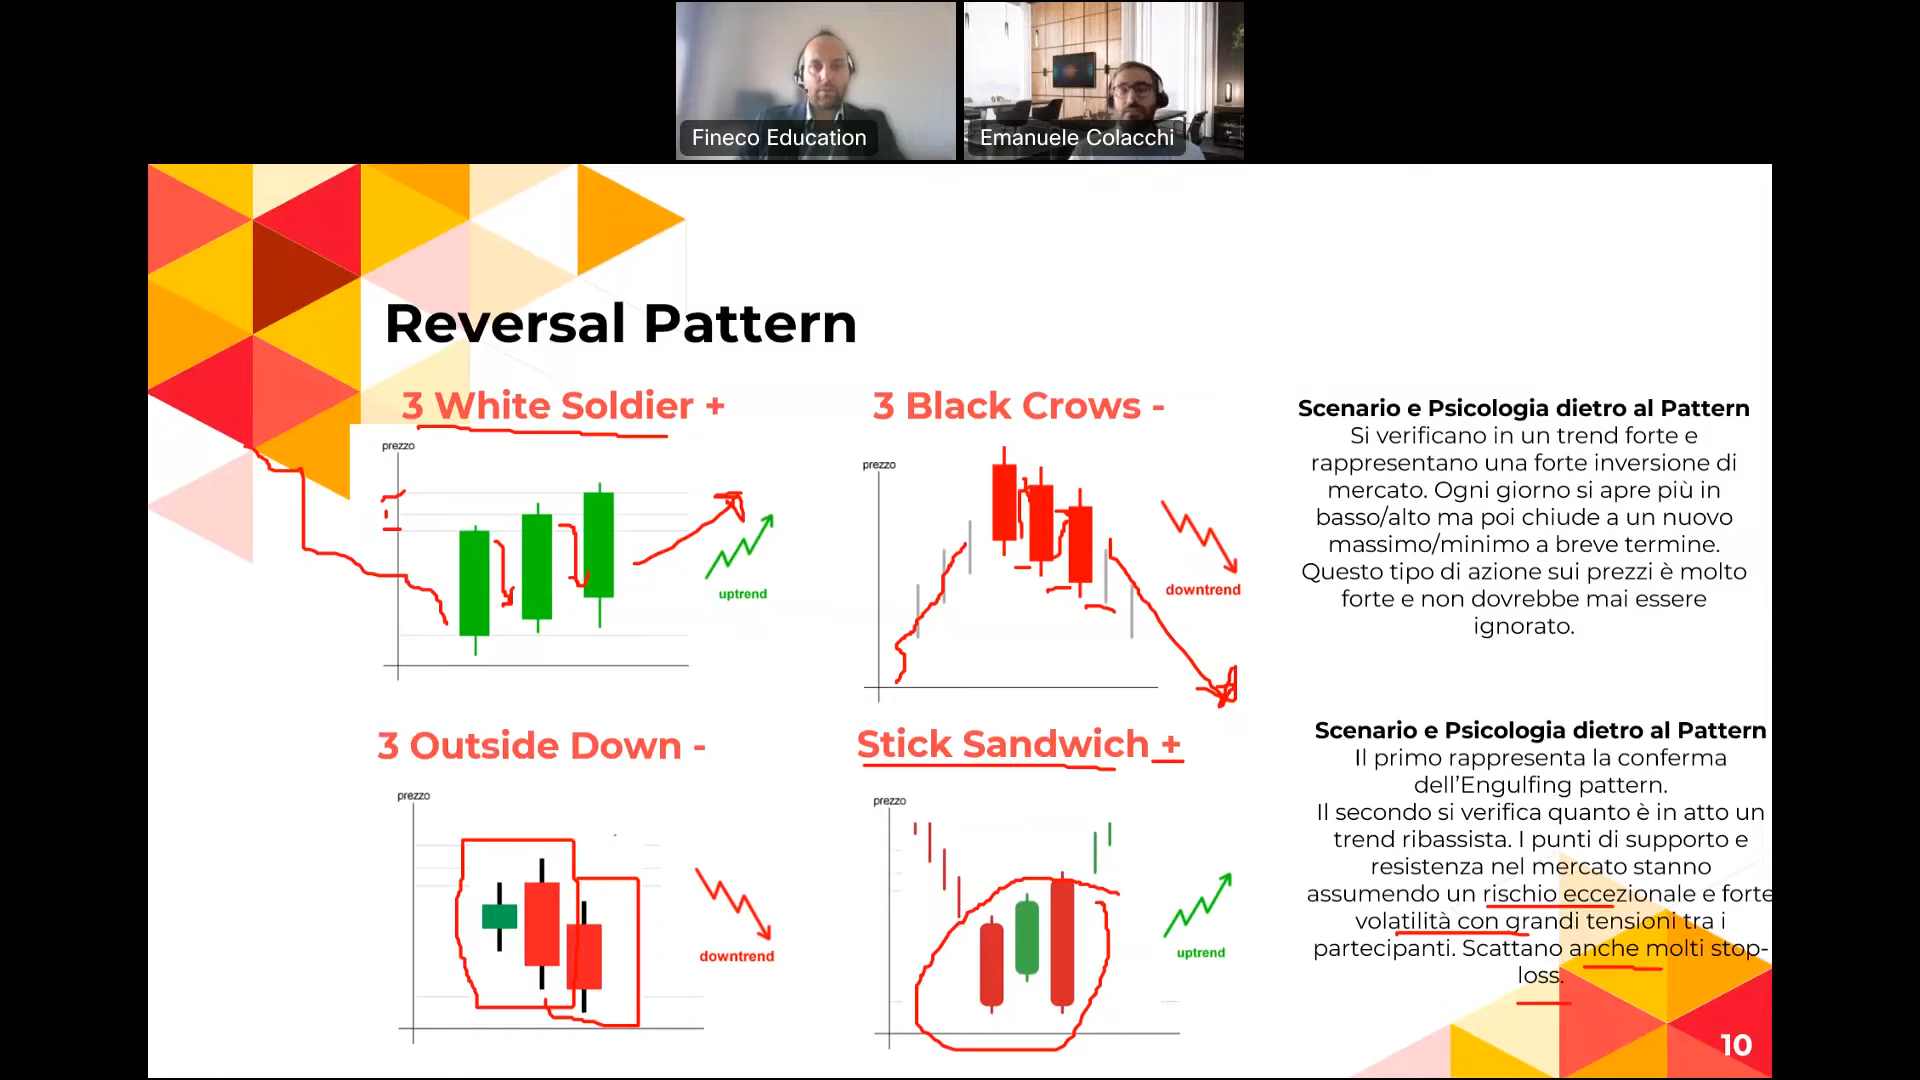 Fineco Education
Emanuele Colacchi
Reversal Pattern
3 White Soldier +
prezzo
uptrend
3 Black Crows -
prezzo
downtrend
Scenario e Psicologia dietro al Pattern
Si verificano in un trend forte e
rappresentano una forte inversione di
mercato. Ogni giorno si apre più in
basso/alto ma poi chiude a un nuovo
massimo/minimo a breve termine.
Questo tipo di azione sui prezzi è molto
forte e non dovrebbe mai essere
ignorato.
3 Outside Down -
prezzo
downtrend
Stick Sandwich +
prezzo
uptrend
Scenario e Psicologia dietro al Pattern
Il primo rappresenta la conferma
dell'Engulfing pattern.
Il secondo si verifica quanto è in atto un
trend ribassista. I punti di supporto e
resistenza nel mercato stanno
assumendo un rischio eccezionale e forte
volatilità con grandi tensioni tra i
partecipanti. Scattano anche molti stop-
loss.
10